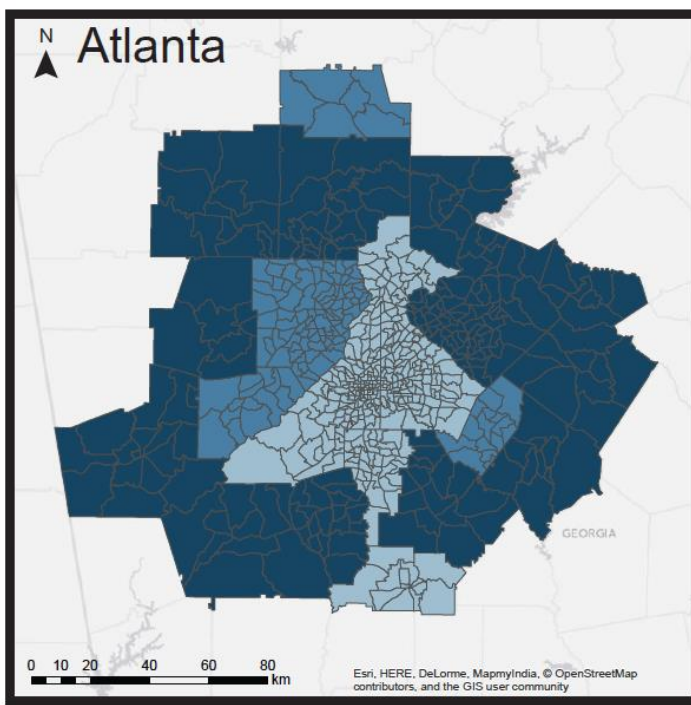 N
Atlanta
GEORGIA
0 10 20 40 60 80
km
Esri, HERE, DeLorme, MapmyIndia, © OpenStreetMap
contributors, and the GIS user community